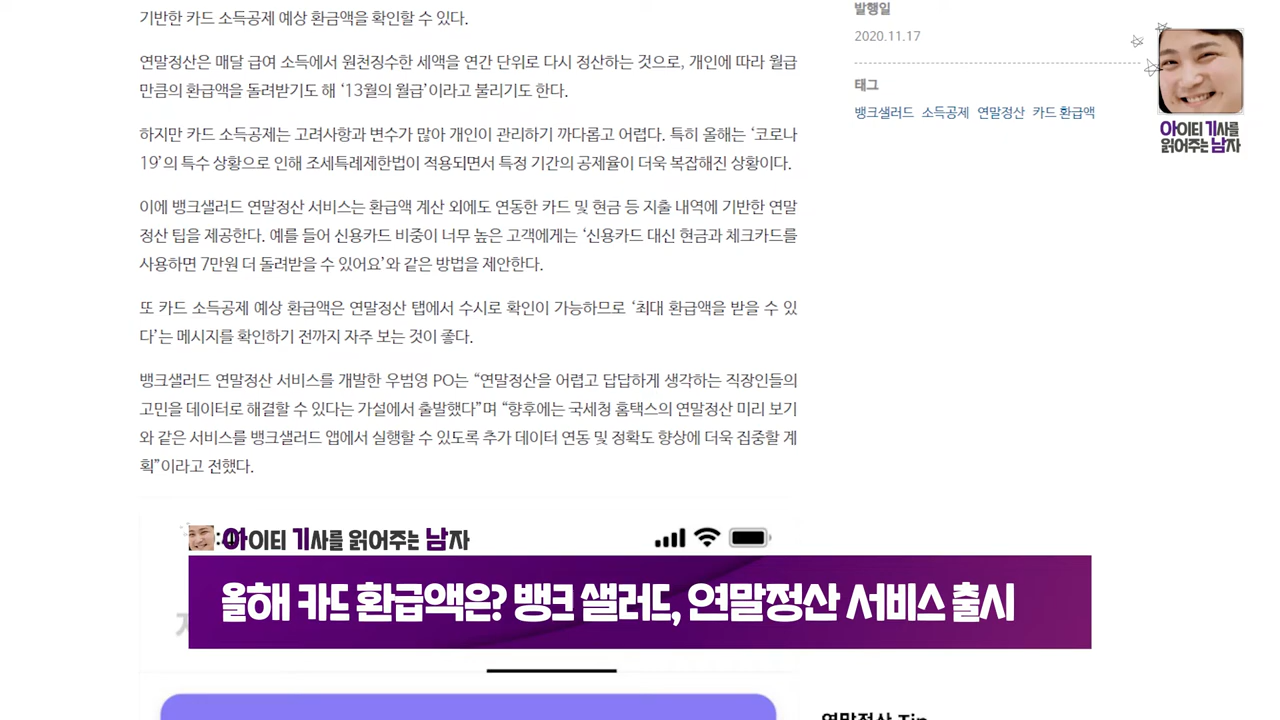 기반한 카드 소득공제 예상 환금액을 확인할 수 있다.
연말정산은 매달 급여 소득에서 원천징수한 세액을 연간 단위로 다시 정산하는 것으로, 개인에 따라 월급
만큼의 환급액을 돌려받기도 해 ‘13월의 월급’이라고 불리기도 한다.
하지만 카드 소득공제는 고려사항과 변수가 많아 개인이 관리하기 까다롭고 어렵다. 특히 올해는 ‘코로나
19’의 특수 상황으로 인해 조세특례제한법이 적용되면서 특정 기간의 공제율이 더욱 복잡해진 상황이다.
이에 뱅크샐러드 연말정산 서비스는 환급액 계산 외에도 연동한 카드 및 현금 등 지출 내역에 기반한 연말
정산 팁을 제공한다. 예를 들어 신용카드 비중이 너무 높은 고객에게는 ‘신용카드 대신 현금과 체크카드를
사용하면 7만원 더 돌려받을 수 있어요’와 같은 방법을 제안한다.
또 카드 소득공제 예상 환급액은 연말정산 탭에서 수시로 확인이 가능하므로 ‘최대 환급액을 받을 수 있
다’는 메시지를 확인하기 전까지 자주 보는 것이 좋다.
뱅크샐러드 연말정산 서비스를 개발한 우범영 PO는 “연말정산을 어렵고 답답하게 생각하는 직장인들의
고민을 데이터로 해결할 수 있다는 가설에서 출발했다”며 “향후에는 국세청 홈택스의 연말정산 미리 보기
와 같은 서비스를 뱅크샐러드 앱에서 실행할 수 있도록 추가 데이터 연동 및 정확도 향상에 더욱 집중할 계
획”이라고 전했다.
발행일
2020.11.17
태그
뱅크샐러드 소득공제 연말정산 카드 환급액
아이티 기사를
읽어주는 남자
아이티 기사를 읽어주는 남자
올해 카드 환급액은? 뱅크 샐러드, 연말정산 서비스 출시
연말정산 Tip